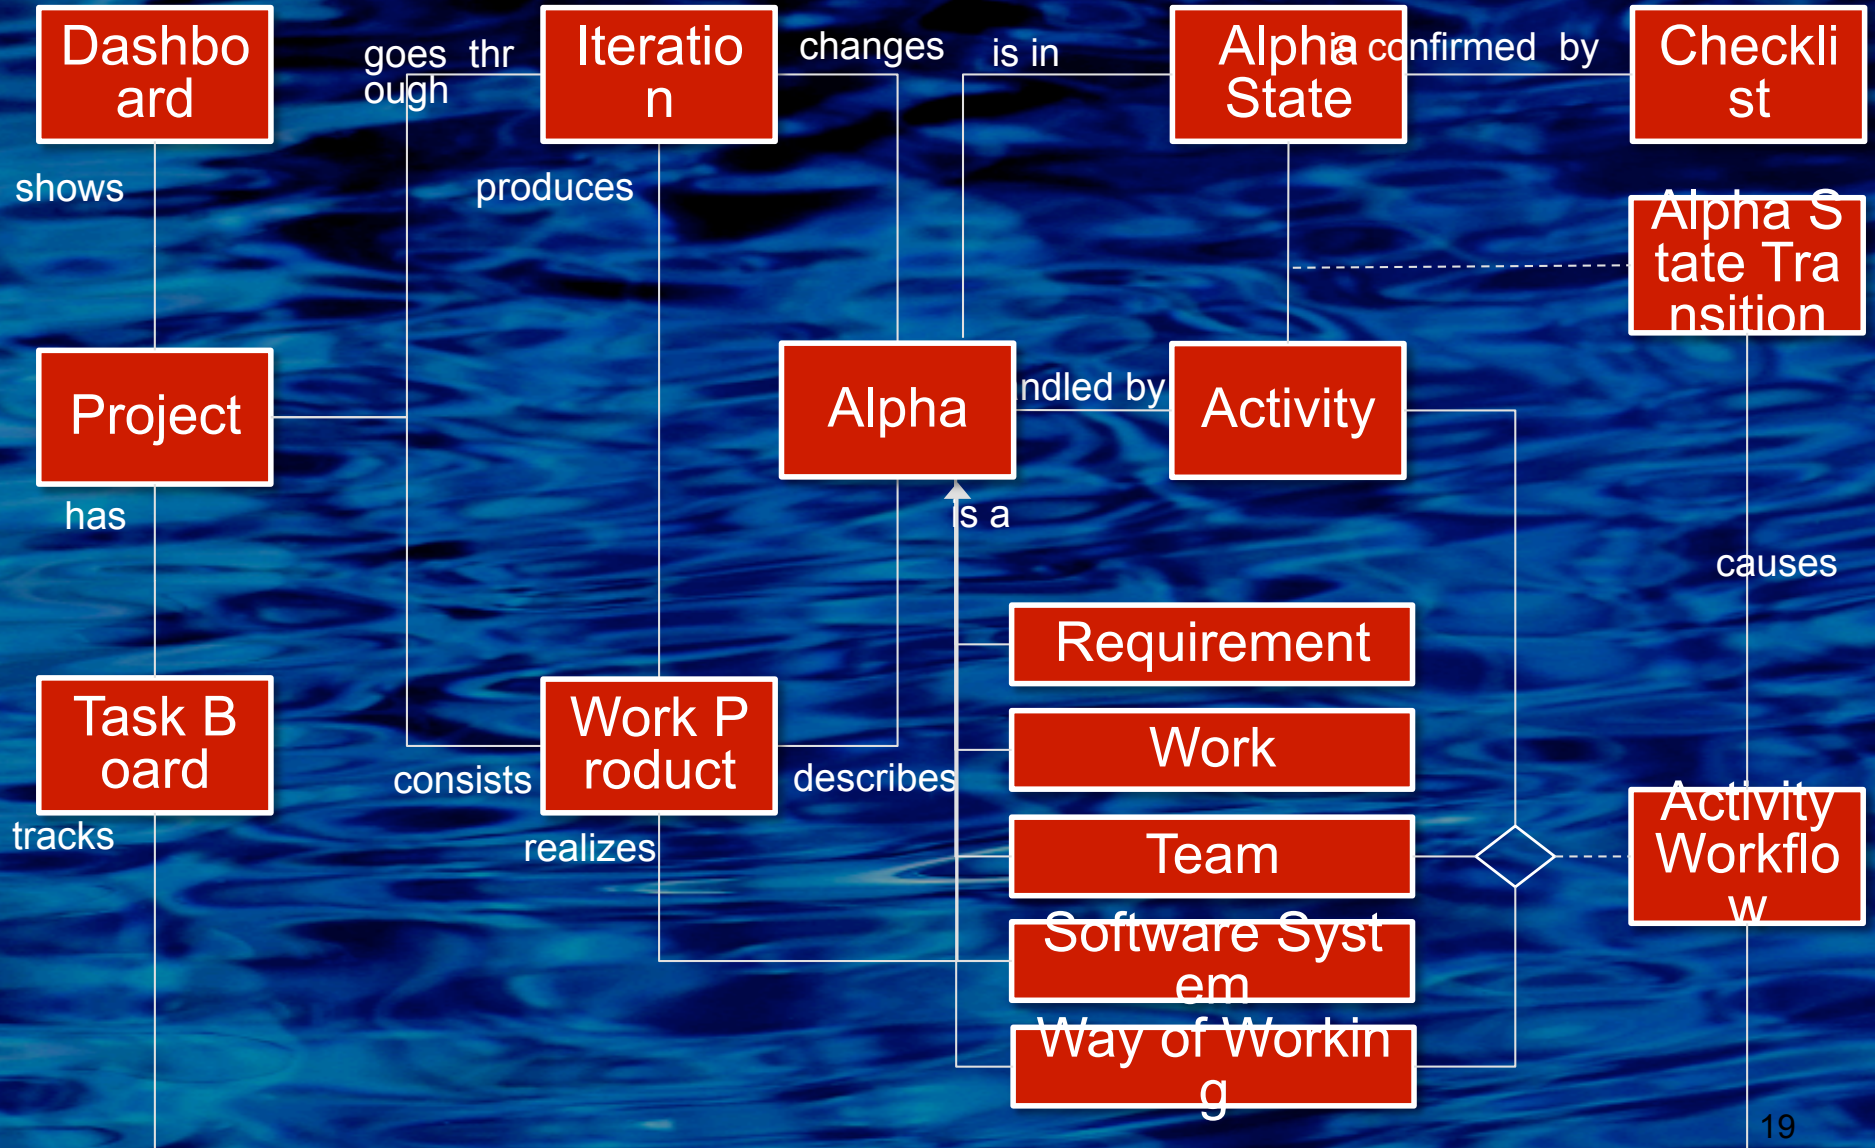 Dashbo
ard
goes thr
ough
Iteratio
n
changes
is in
Alpha
State
is confirmed by
Checkli
st
shows
produces
Alpha S
tate Tra
nsition
Project
Alpha
ndled by
Activity
has
is a
causes
Requirement
Task B
oard
Work P
roduct
Work
consists
describes
tracks
realizes
Team
Activity
Workflo
w
Software Syst
em
Way of Workin
g
19